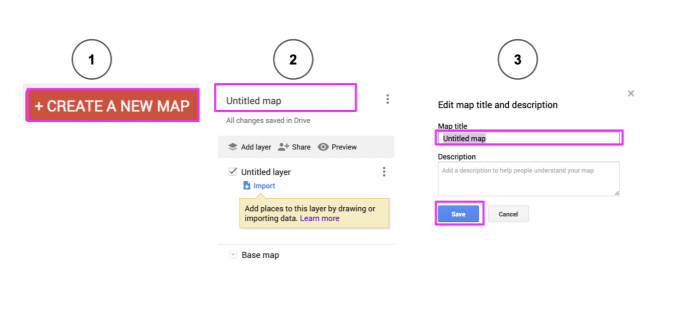 1
+ CREATE A NEW MAP
2
Untitled map
All changes saved in Drive
Add layer Share Preview
Untitled layer
Import
Add places to this layer by drawing or
importing data. Learn more
Base map
3
Edit map title and description
Map title
Untitled map
Description
Add a description to help people understand your map
Save Cancel